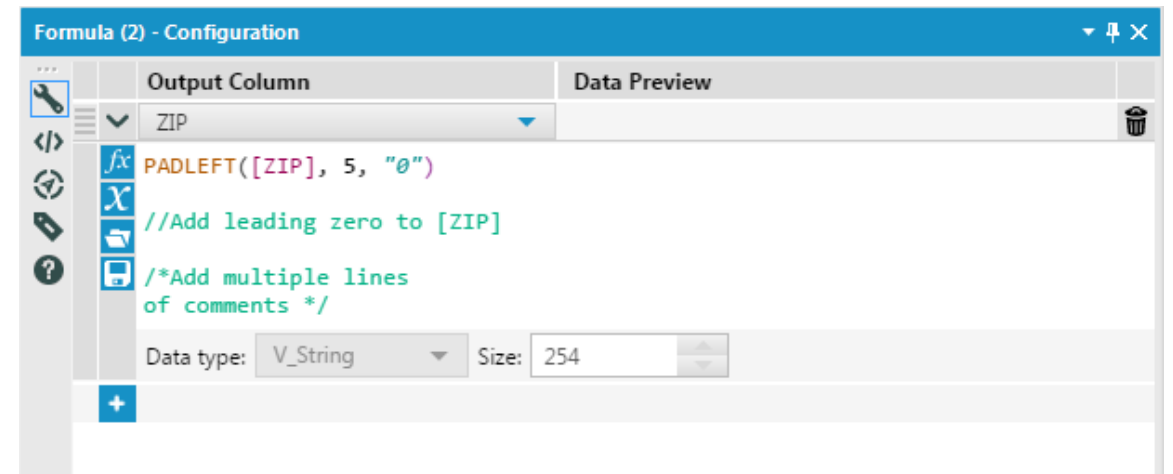 Formula (2) - Configuration
Output Column Data Preview
ZIP
PADLEFT([ZIP], 5, "0")
//Add leading zero to [ZIP]
/*Add multiple lines
of comments */
Data type: V_String Size: 254